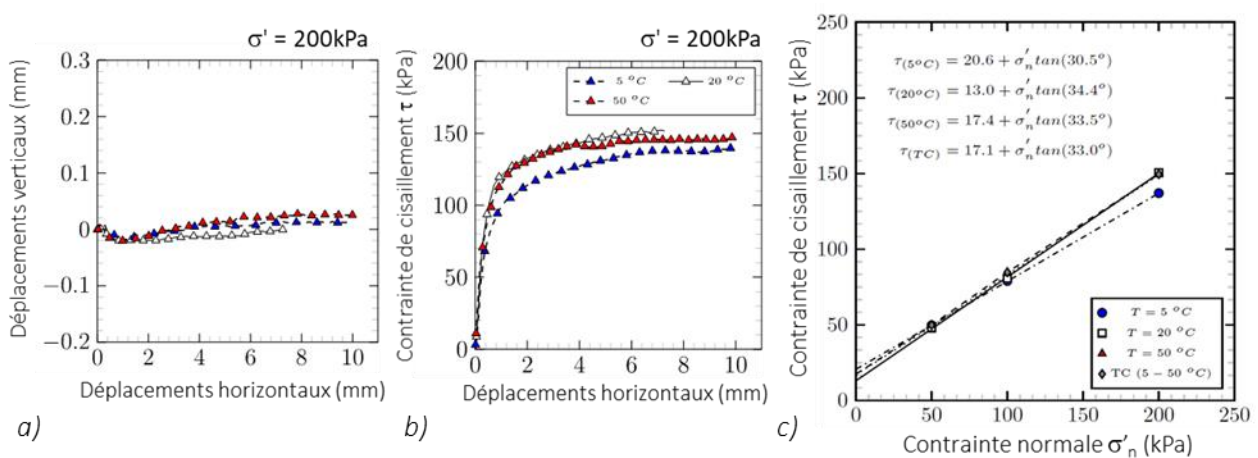 σ' = 200kPa
0.3
0.2
0.1
0
−0.1
−0.2
0 2 4 6 8 10
Déplacements verticaux (mm)
Déplacements horizontaux (mm)
a)
σ' = 200kPa
200
150
100
50
0
0 2 4 6 8 10
5 °C
20 °C
50 °C
Contrainte de cisaillement τ (kPa)
Déplacements horizontaux (mm)
b)
250
200
150
100
50
0
0 50 100 150 200 250
τ(5°C) = 20.6 + σ'n tan(30.5°)
τ(20°C) = 13.0 + σ'n tan(34.4°)
τ(50°C) = 17.4 + σ'n tan(33.5°)
τ(TC) = 17.1 + σ'n tan(33.0°)
T = 5 °C
T = 20 °C
T = 50 °C
TC (5 − 50 °C)
Contrainte de cisaillement τ (kPa)
Contrainte normale σ'n (kPa)
c)